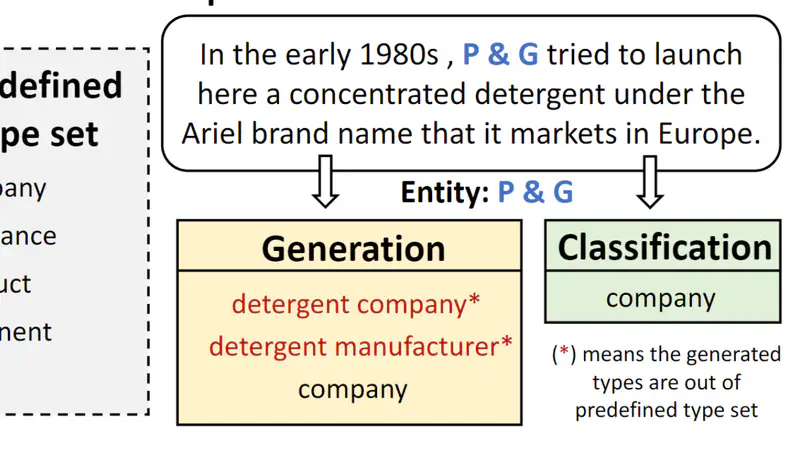 defined
pe set
pany
ance
uct
nent
In the early 1980s , P & G tried to launch
here a concentrated detergent under the
Ariel brand name that it markets in Europe.
Entity: P & G
Generation
detergent company*
detergent manufacturer*
company
Classification
company
(*) means the generated
types are out of
predefined type set